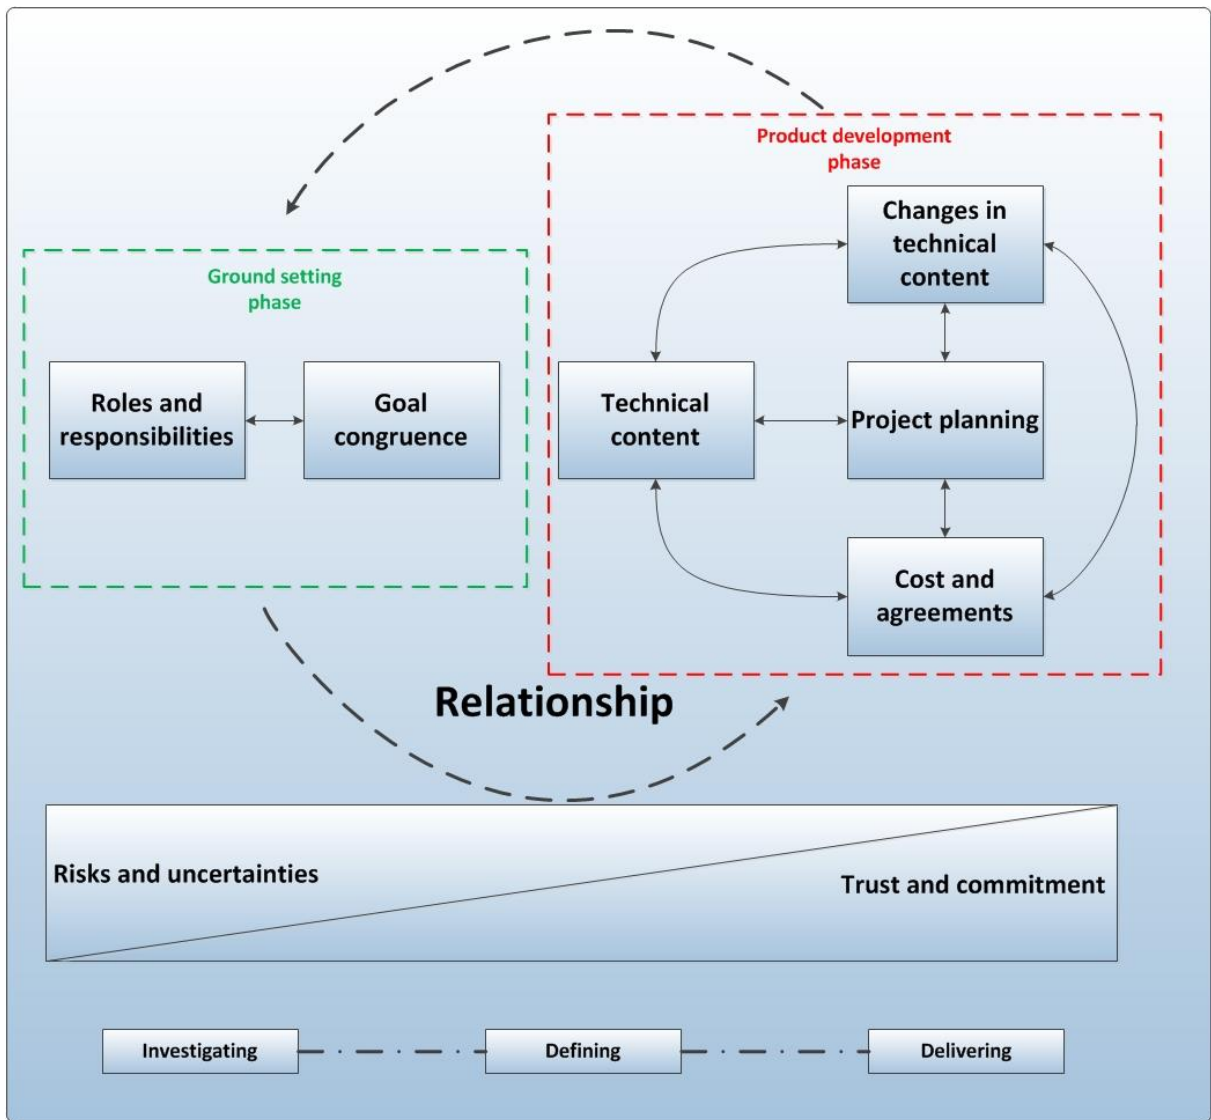 Product development
phase
Changes in
technical
content
Ground setting
phase
Roles and
responsibilities
Goal
congruence
Technical
content
Project planning
Cost and
agreements
Relationship
Risks and uncertainties
Trust and commitment
Investigating
Defining
Delivering